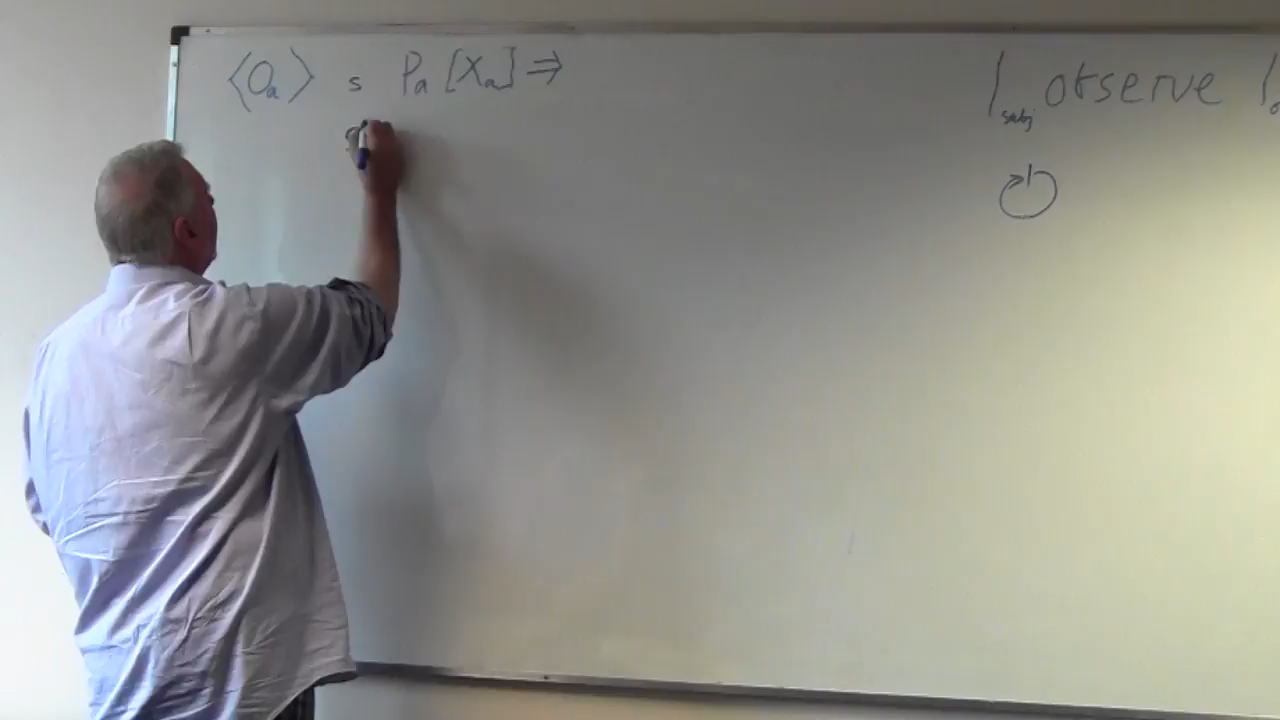 ⟨Oₐ⟩ s Pₐ [Xₐ] ⇒
I subj observe I